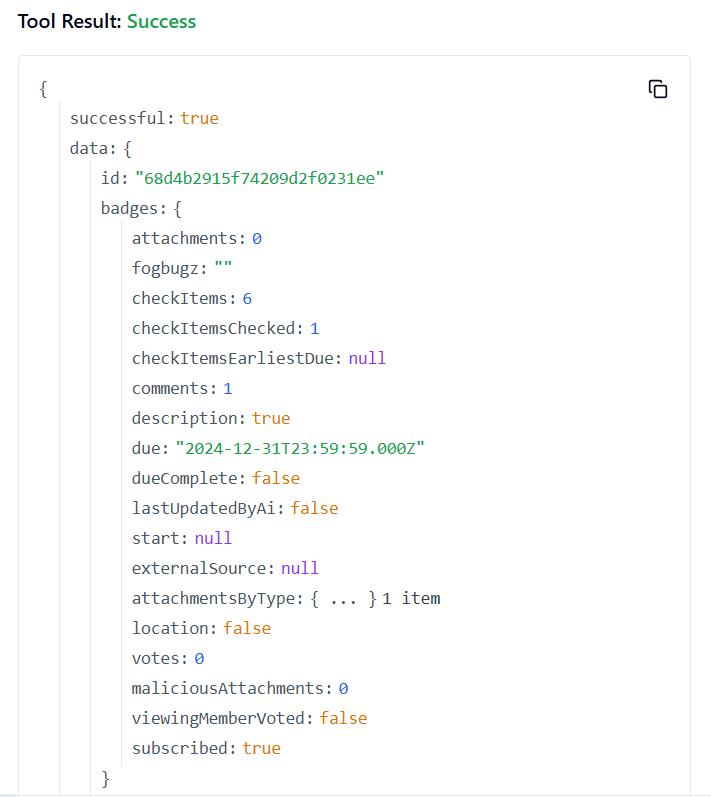 Tool Result: Success
{
successful: true
data: {
id: "68d4b2915f74209d2f0231ee"
badges: {
attachments: 0
fogbugz: ""
checkItems: 6
checkItemsChecked: 1
checkItemsEarliestDue: null
comments: 1
description: true
due: "2024-12-31T23:59:59.000Z"
dueComplete: false
lastUpdatedByAi: false
start: null
externalSource: null
attachmentsByType: { ... } 1 item
location: false
votes: 0
maliciousAttachments: 0
viewingMemberVoted: false
subscribed: true
}